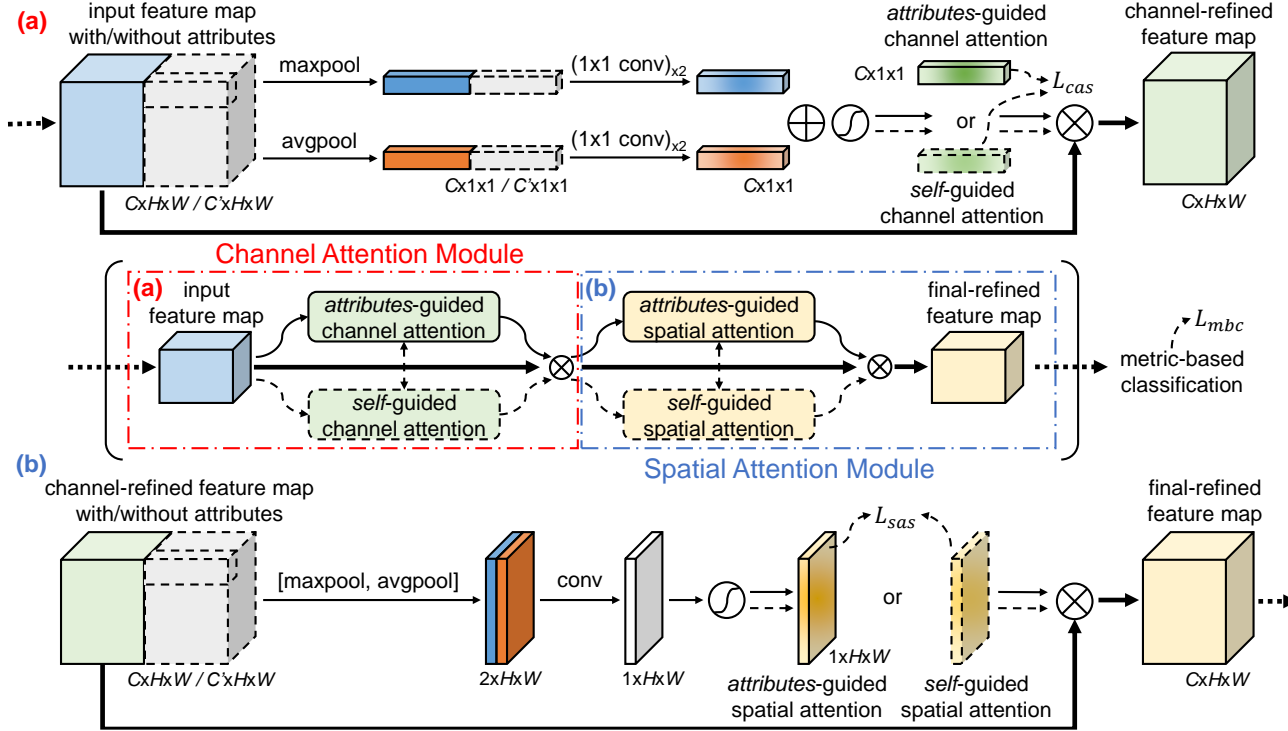 (a)
input feature map
with/without attributes
maxpool
(1x1 conv)x2
attributes-guided
channel attention
Cx1x1
Lcas
channel-refined
feature map
or
avgpool
(1x1 conv)x2
CxHxW / C'xHxW
Cx1x1 / C'x1x1
Cx1x1
self-guided
channel attention
CxHxW
Channel Attention Module
(a)
input
feature map
attributes-guided
channel attention
self-guided
channel attention
(b)
attributes-guided
spatial attention
self-guided
spatial attention
final-refined
feature map
Lmbc
metric-based
classification
Spatial Attention Module
(b)
channel-refined feature map
with/without attributes
[maxpool, avgpool]
conv
Lsas
or
final-refined
feature map
CxHxW / C'xHxW
2xHxW
1xHxW
1xHxW
attributes-guided
spatial attention
self-guided
spatial attention
CxHxW